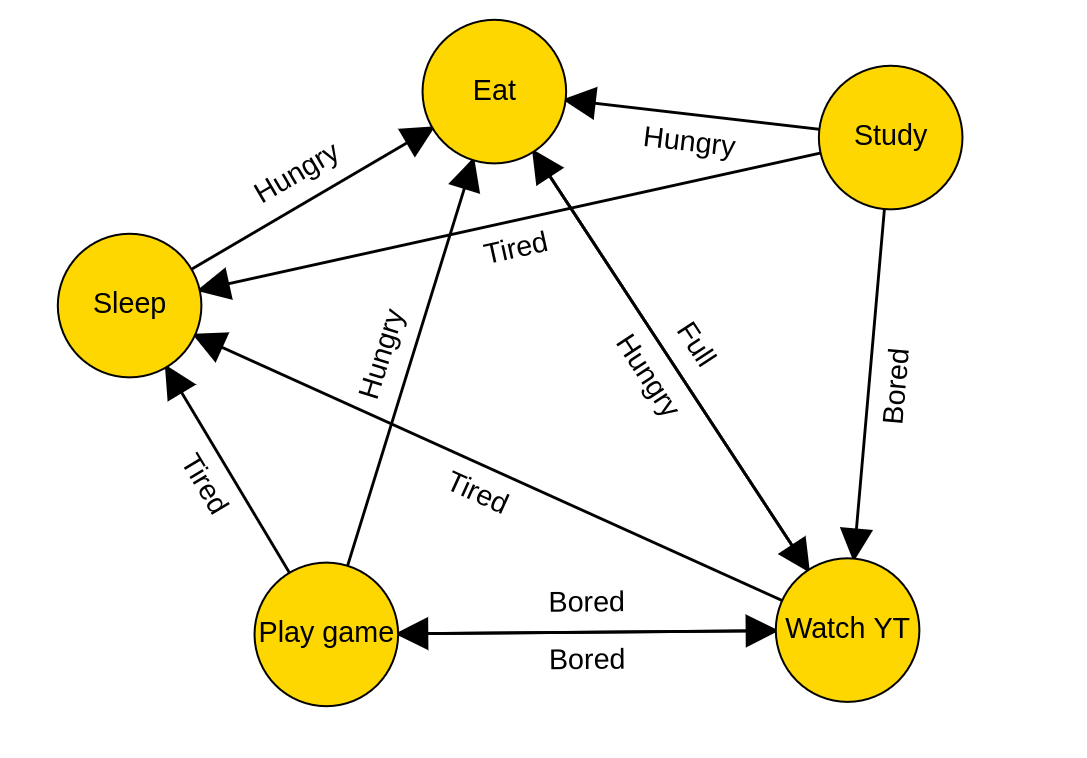 Eat
Study
Hungry
Hungry
Tired
Sleep
Hungry
Full
Hungry
Bored
Tired
Tired
Bored
Play game
Watch YT
Bored